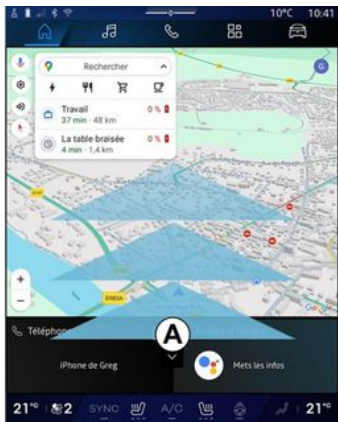 10°C 10:41
Rechercher
G
Travail
0 %
37 min · 48 km
La table braisée
0 %
4 min · 1,4 km
+
−
D983A
Google
Téléphone
A
iPhone de Greg
Mets les infos
21°° 2 SYNC A/C 21°°